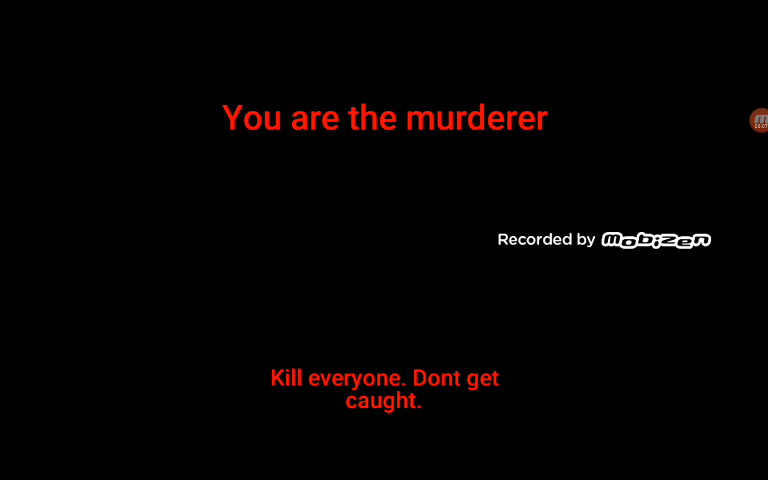 You are the murderer
Recorded by mobizen
Kill everyone. Dont get
caught.